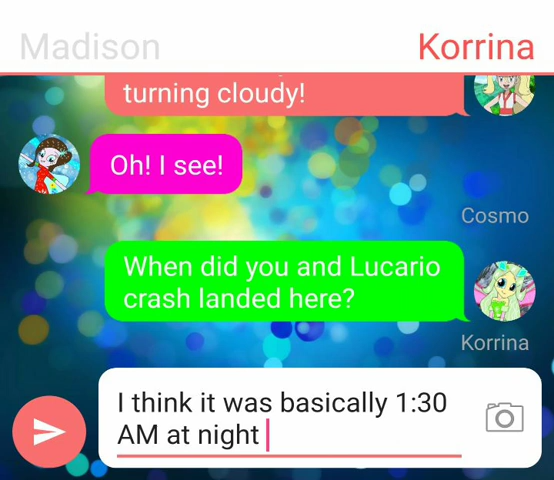 Madison Korrina
turning cloudy!
Oh! I see!
Cosmo
When did you and Lucario
crash landed here?
Korrina
I think it was basically 1:30
AM at night